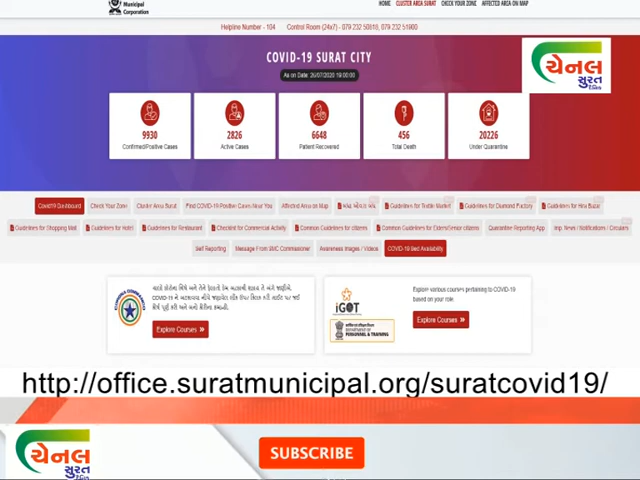 Municipal
Corporation
HOME CLUSTER AREA SURAT CHECK YOUR ZONE AFFECTED AREA ON MAP
Helpline Number - 104 Control Room (24x7) - 079 232 50818, 079 232 51900
COVID-19 SURAT CITY
As on Date: 26/07/2020 19:00:00
ચેનલ
સુરત
9930
Confirmed/Positive Cases
2826
Active Cases
6648
Patient Recovered
456
Total Death
20226
Under Quarantine
Covid19 Dashboard Check Your Zone Cluster Area Surat Find COVID-19 Positive Cases Near You Affected Area on Map Guidelines for Textile Market Guidelines for Diamond Factory Guidelines for Hira Bazar
Guidelines for Shopping Mall Guidelines for Hotel Guidelines for Restaurant Checklist for Commercial Activity Common Guidelines for citizens Common Guidelines for Elders/Senior citizens Quarantine Reporting App Imp. News / Notifications / Circulars
Self Reporting Message From SMC Commissioner Awareness Images / Videos COVID-19 Bed Availability
CORONA COMMANDO
Explore Courses »
iGOT
DEPARTMENT OF
PERSONNEL & TRAINING
Explore various courses pertaining to COVID-19
based on your role.
Explore Courses »
http://office.suratmunicipal.org/suratcovid19/
ચેનલ
સુરત
SUBSCRIBE